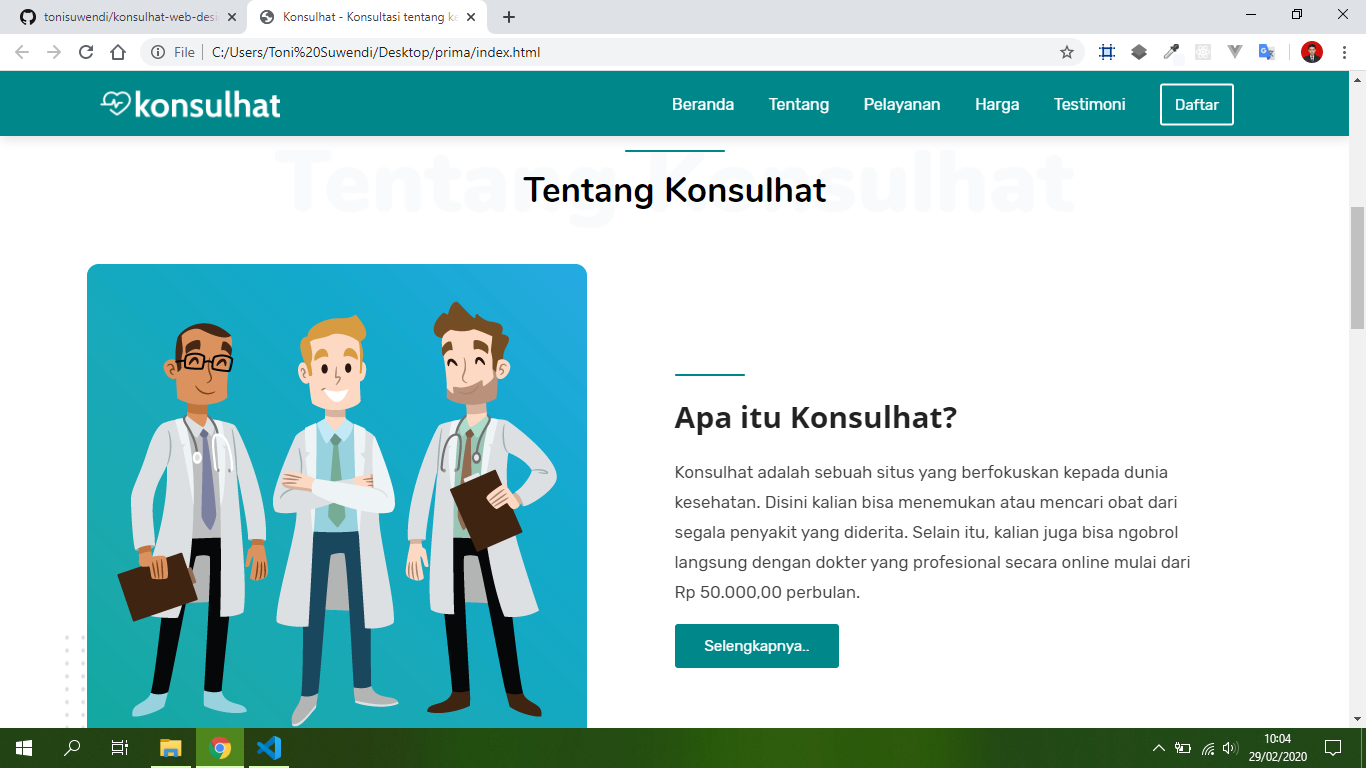 tonisuwendi/konsulhat-web-desi
Konsulhat - Konsultasi tentang ke
File
C:/Users/Toni%20Suwendi/Desktop/prima/index.html
konsulhat
Beranda
Tentang
Pelayanan
Harga
Testimoni
Daftar
Tentang Konsulhat
Tentang Konsulhat
Apa itu Konsulhat?
Konsulhat adalah sebuah situs yang berfokuskan kepada dunia
kesehatan. Disini kalian bisa menemukan atau mencari obat dari
segala penyakit yang diderita. Selain itu, kalian juga bisa ngobrol
langsung dengan dokter yang profesional secara online mulai dari
Rp 50.000,00 perbulan.
Selengkapnya..
10:04
29/02/2020